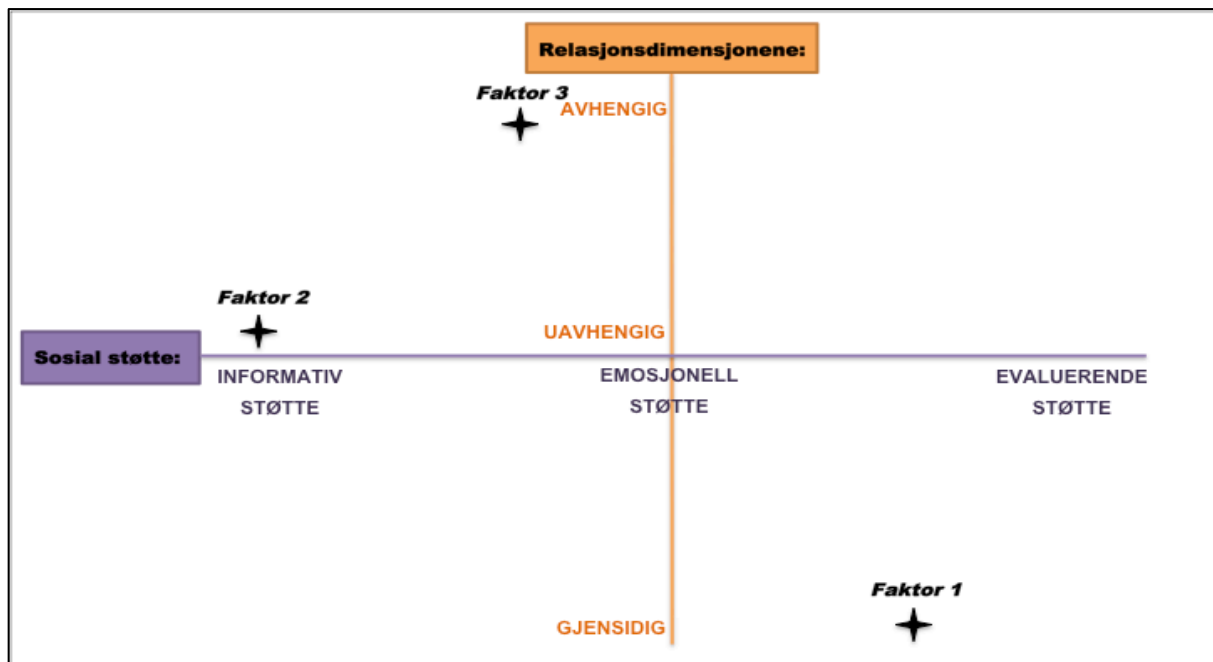 Relasjonsdimensjonene:
Faktor 3
AVHENGIG
Faktor 2
UAVHENGIG
Sosial støtte:
INFORMATIV
STØTTE
EMOSJONELL
STØTTE
EVALUERENDE
STØTTE
Faktor 1
GJENSIDIG